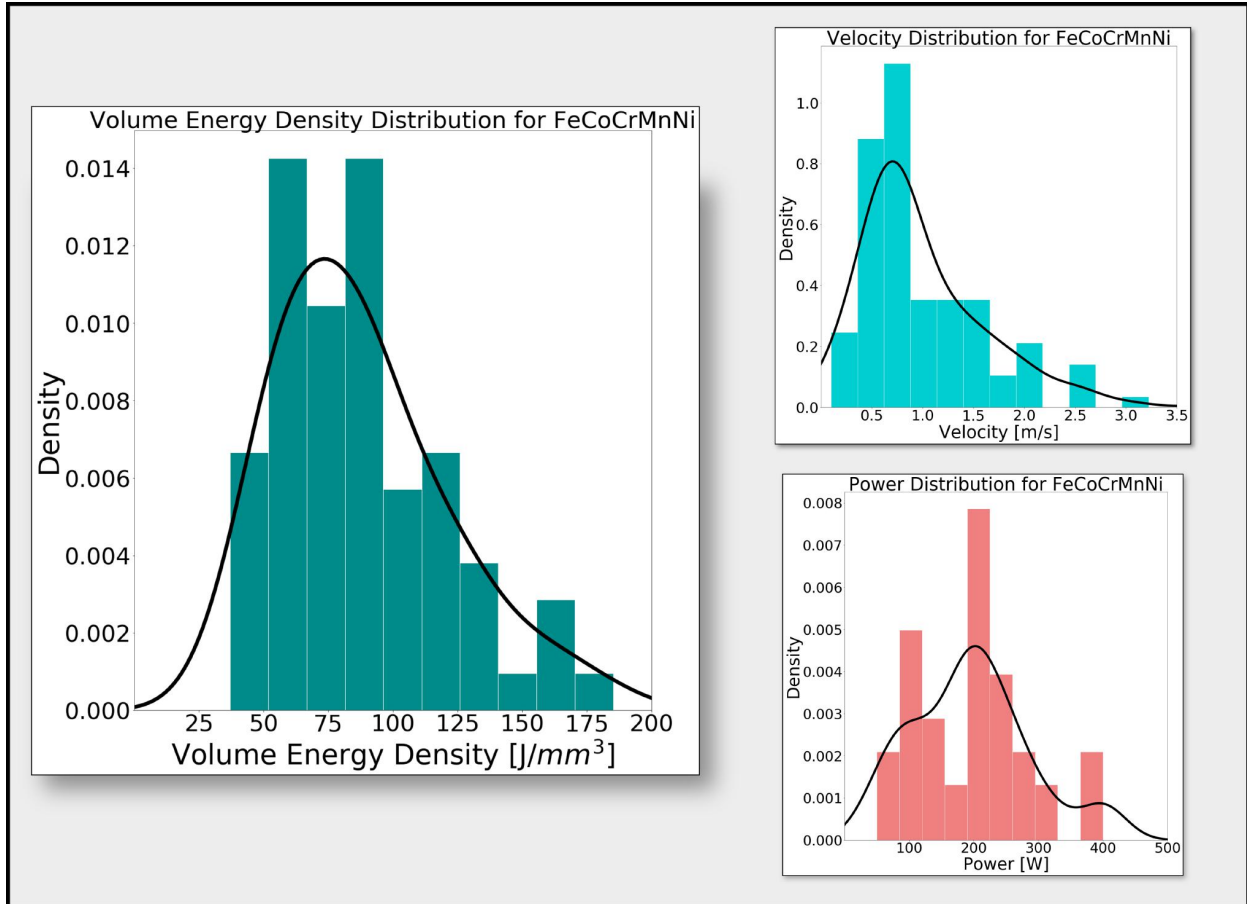 Volume Energy Density Distribution for FeCoCrMnNi
Density
0.014
0.012
0.010
0.008
0.006
0.004
0.002
0.000
25 50 75 100 125 150 175 200
Volume Energy Density [J/mm³]
Velocity Distribution for FeCoCrMnNi
Density
1.0
0.8
0.6
0.4
0.2
0.0
0.5 1.0 1.5 2.0 2.5 3.0 3.5
Velocity [m/s]
Power Distribution for FeCoCrMnNi
Density
0.008
0.007
0.006
0.005
0.004
0.003
0.002
0.001
0.000
100 200 300 400 500
Power [W]